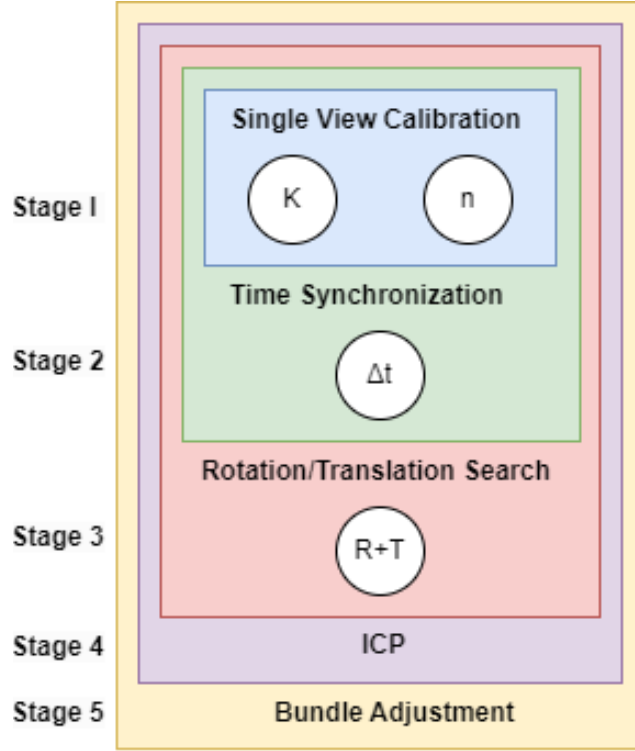 Single View Calibration
Stage I
K
n
Time Synchronization
Stage 2
Δt
Rotation/Translation Search
Stage 3
R+T
Stage 4
ICP
Stage 5
Bundle Adjustment